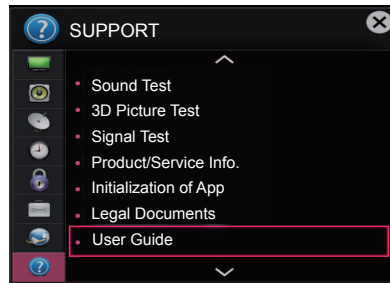 SUPPORT
Sound Test
3D Picture Test
Signal Test
Product/Service Info.
Initialization of App
Legal Documents
User Guide